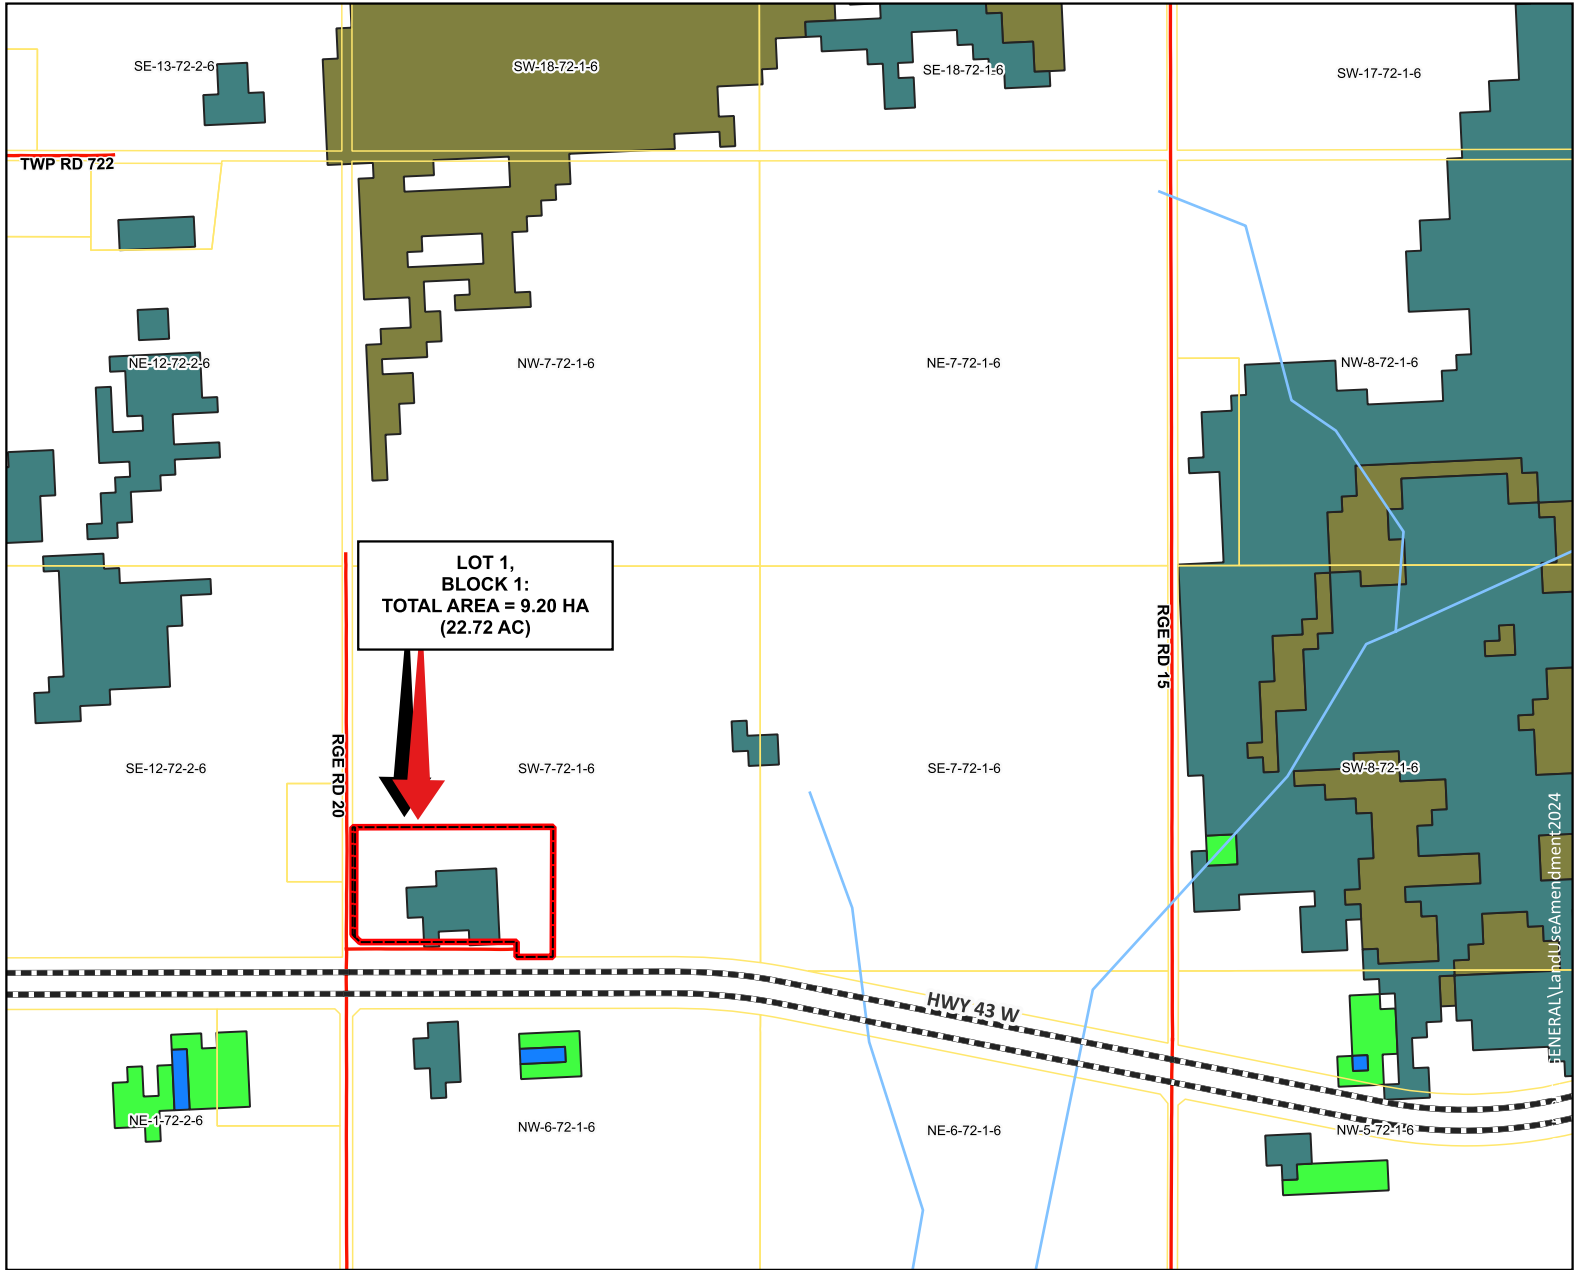 SE-13-72-2-6
SW-18-72-1-6
SE-18-72-1-6
SW-17-72-1-6
TWP RD 722
NE-12-72-2-6
NW-7-72-1-6
NE-7-72-1-6
NW-8-72-1-6
LOT 1,
BLOCK 1:
TOTAL AREA = 9.20 HA
(22.72 AC)
RGE RD 15
RGE RD 20
SE-12-72-2-6
SW-7-72-1-6
SE-7-72-1-6
SW-8-72-1-6
ENERAL\LandUseAmendment2024
HWY 43 W
NE-1-72-2-6
NW-6-72-1-6
NE-6-72-1-6
NW-5-72-1-6